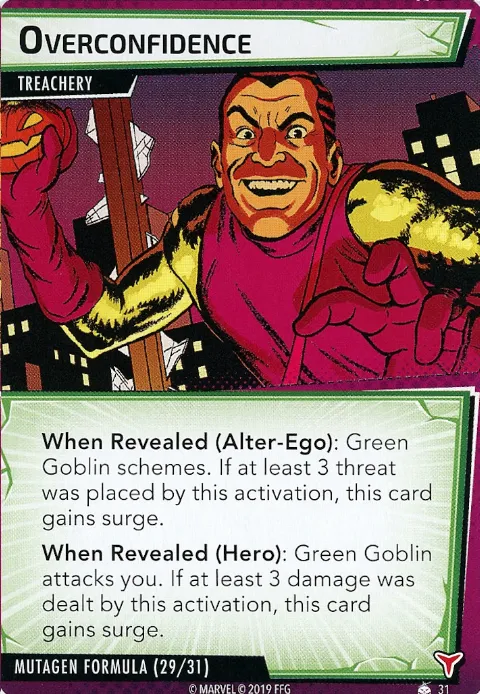 OVERCONFIDENCE
TREACHERY
When Revealed (Alter-Ego): Green
Goblin schemes. If at least 3 threat
was placed by this activation, this card
gains surge.
When Revealed (Hero): Green Goblin
attacks you. If at least 3 damage was
dealt by this activation, this card
gains surge.
MUTAGEN FORMULA (29/31)
© MARVEL © 2019 FFG
31